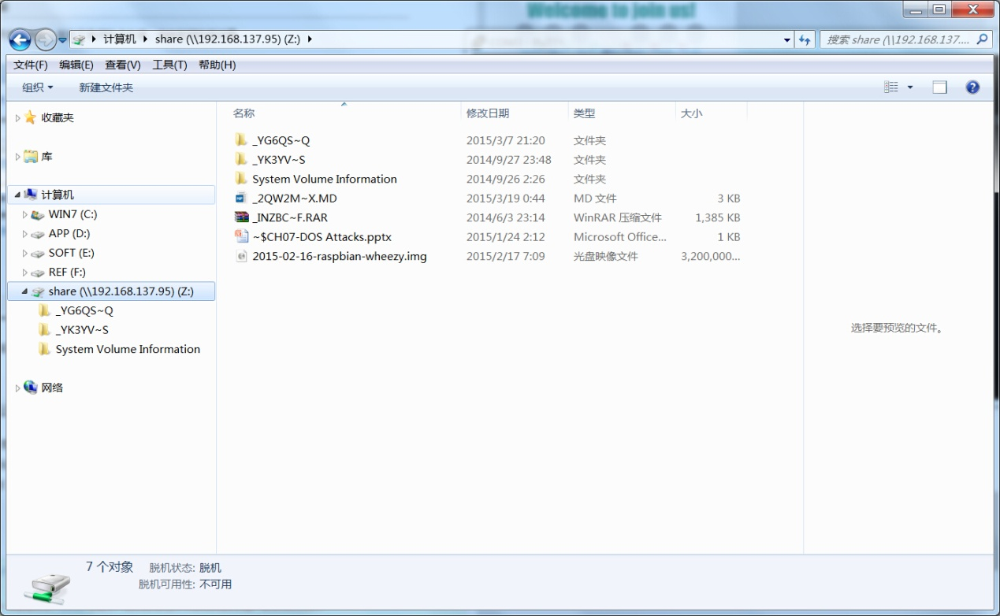 Welcome to join us!
计算机 share (\\192.168.137.95) (Z:)
搜索 share (\\192.168.137....
文件(F) 编辑(E) 查看(V) 工具(T) 帮助(H)
组织 新建文件夹
收藏夹
库
计算机
WIN7 (C:)
APP (D:)
SOFT (E:)
REF (F:)
share (\\192.168.137.95) (Z:)
_YG6QS~Q
_YK3YV~S
System Volume Information
网络
名称 修改日期 类型 大小
_YG6QS~Q 2015/3/7 21:20 文件夹
_YK3YV~S 2014/9/27 23:48 文件夹
System Volume Information 2014/9/26 2:26 文件夹
_2QW2M~X.MD 2015/3/19 0:44 MD 文件 3 KB
_INZBC~F.RAR 2014/6/3 23:14 WinRAR 压缩文件 1,385 KB
~$CH07-DOS Attacks.pptx 2015/1/24 2:12 Microsoft Office... 1 KB
2015-02-16-raspbian-wheezy.img 2015/2/17 7:09 光盘映像文件 3,200,000...
选择要预览的文件。
7 个对象 脱机状态: 脱机
脱机可用性: 不可用